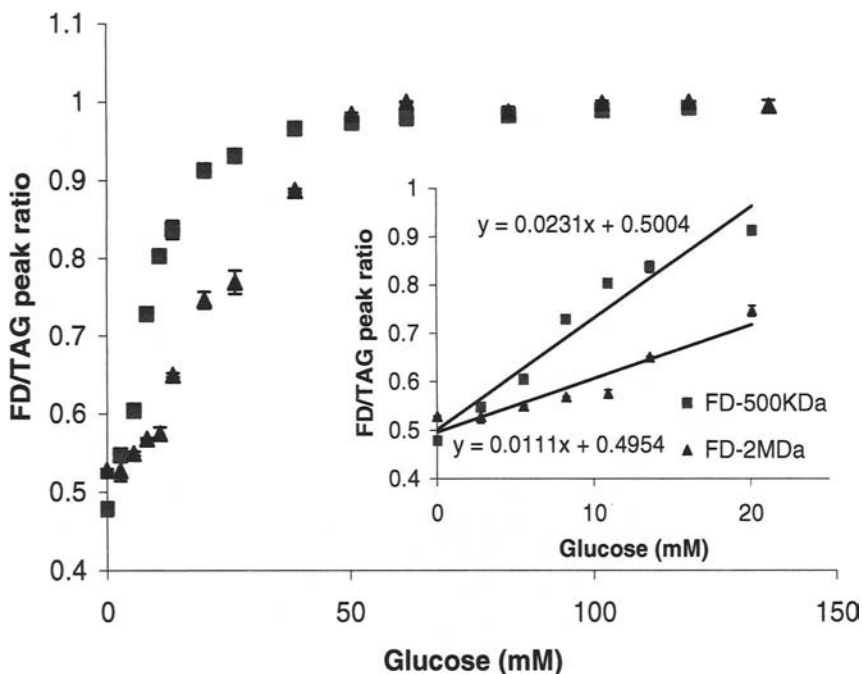 1.1
1
0.9
0.8
0.7
0.6
0.5
0.4
FD/TAG peak ratio
0 50 100 150
Glucose (mM)
1
0.9
0.8
0.7
0.6
0.5
0.4
FD/TAG peak ratio
y = 0.0231x + 0.5004
y = 0.0111x + 0.4954
FD-500KDa
FD-2MDa
0 10 20
Glucose (mM)